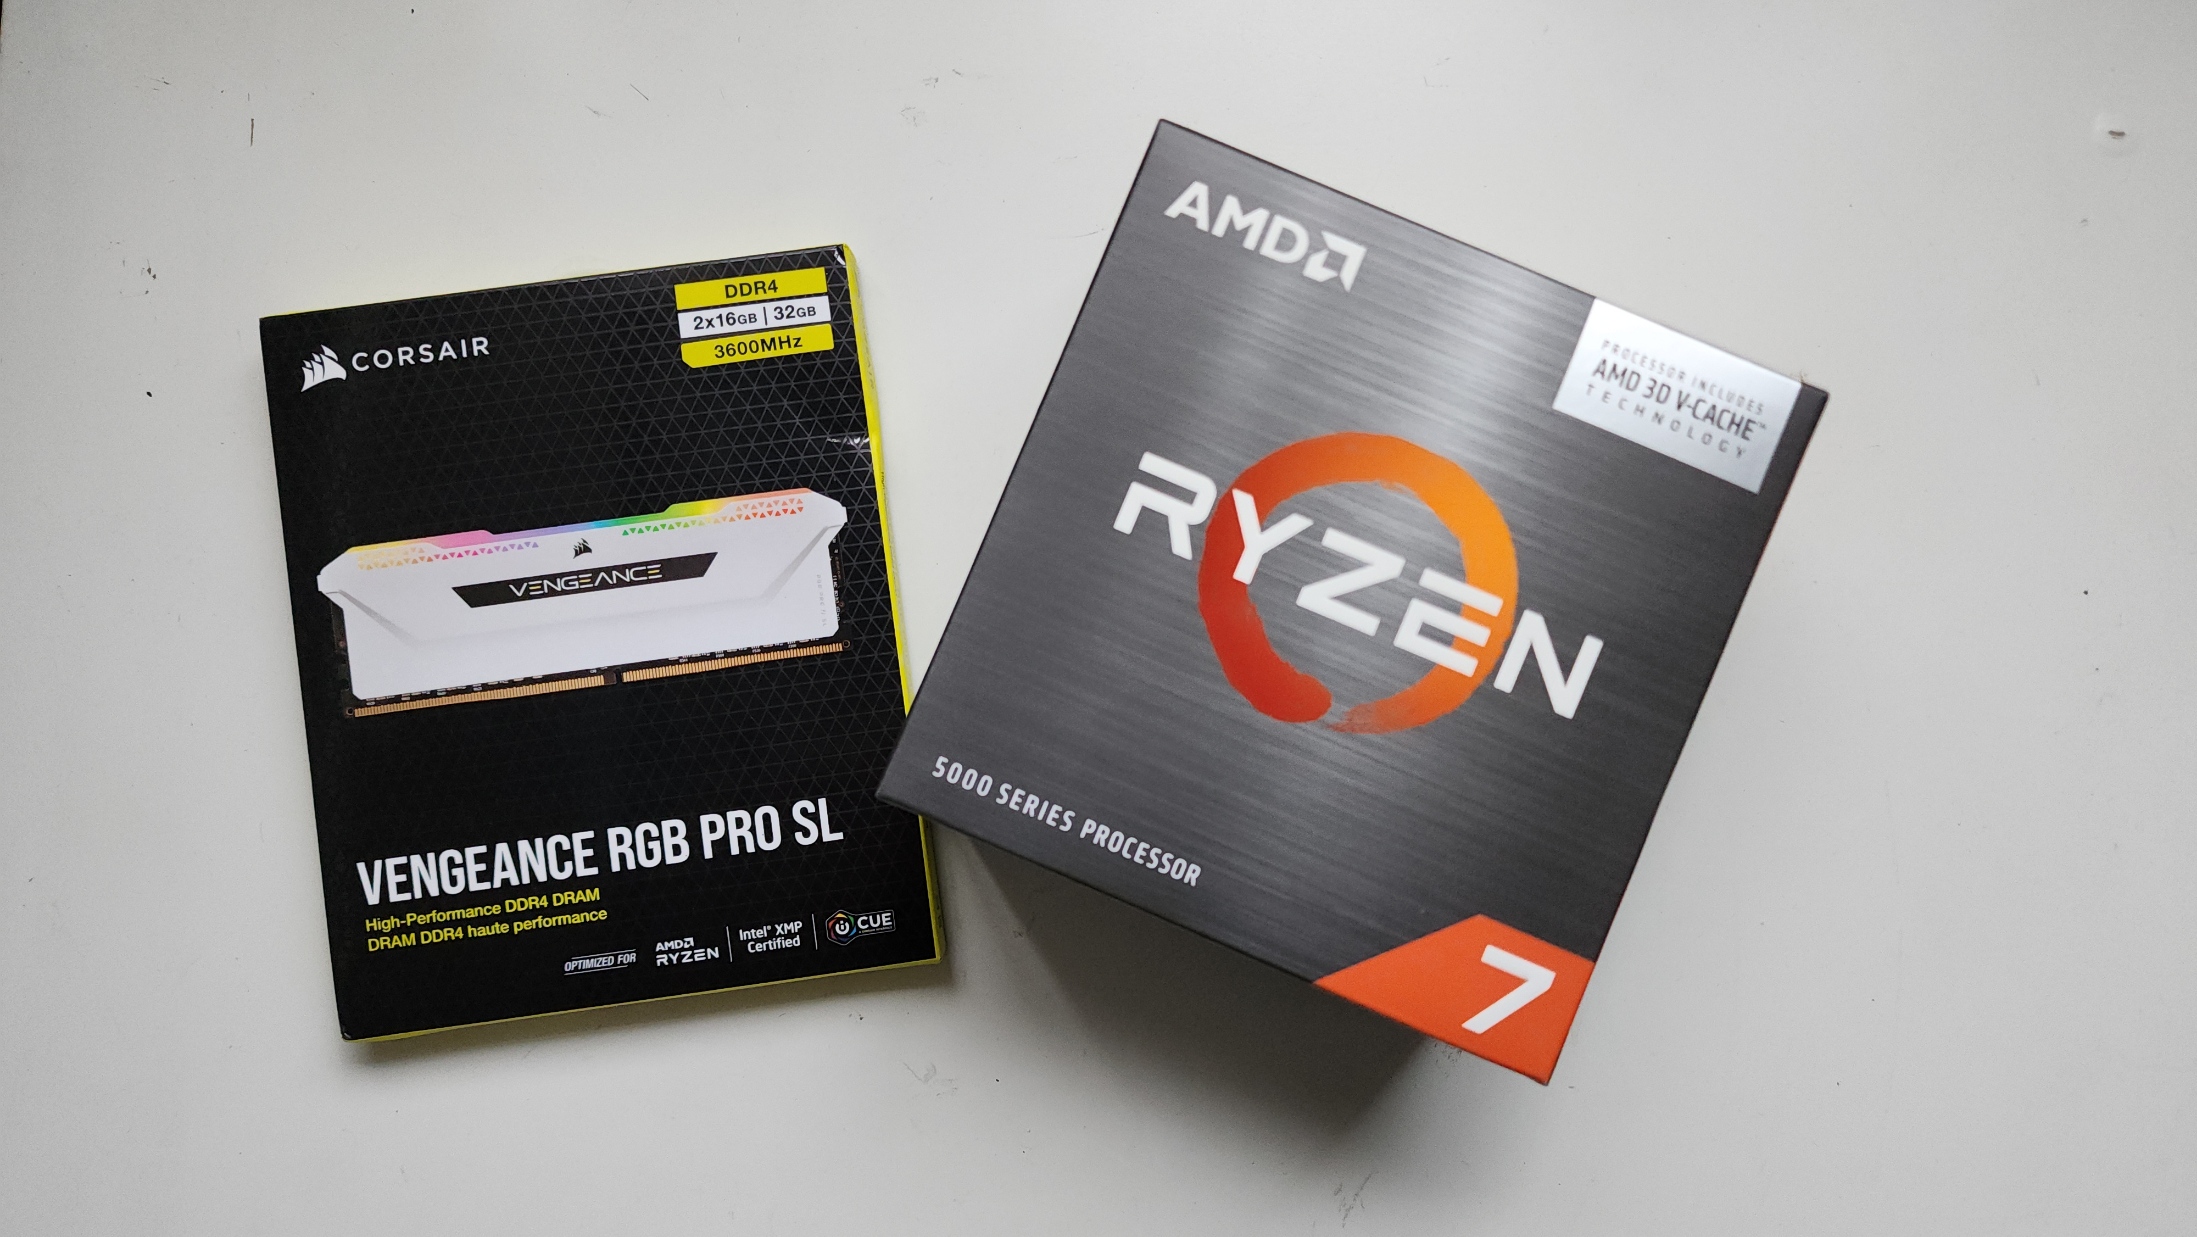 CORSAIR
DDR4
2x16GB | 32GB
3600MHz
VENGEANCE
VENGEANCE RGB PRO SL
High-Performance DDR4 DRAM
DRAM DDR4 haute performance
OPTIMIZED FOR
AMD
RYZEN
Intel® XMP
Certified
CUE
AMD
PROCESSOR INCLUDES
AMD 3D V-CACHE™
TECHNOLOGY
RYZEN
5000 SERIES PROCESSOR
7